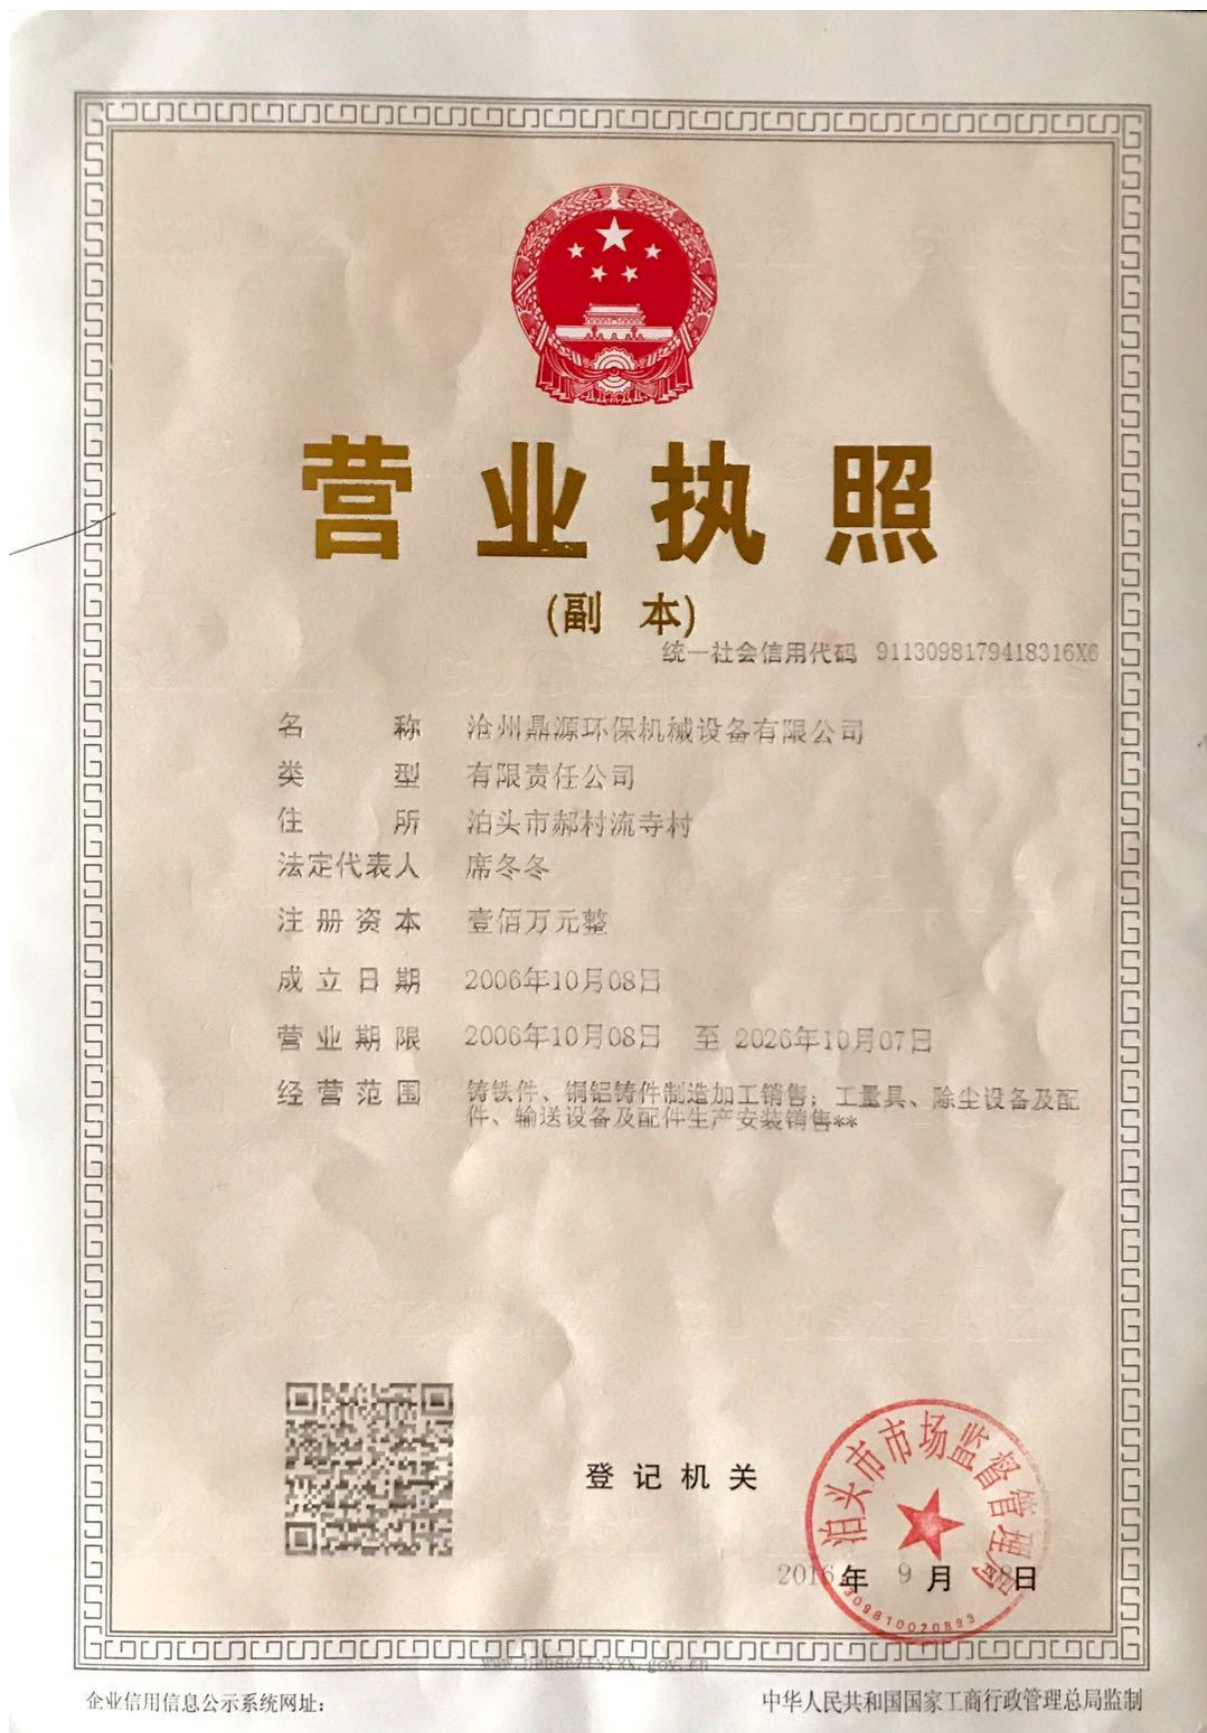 营业执照
(副 本)
统一社会信用代码 9113098179418316X6
名 称 沧州鼎源环保机械设备有限公司
类 型 有限责任公司
住 所 泊头市郝村流寺村
法定代表人 席冬冬
注册资本 壹佰万元整
成立日期 2006年10月08日
营业期限 2006年10月08日 至 2026年10月07日
经营范围 铸铁件、铜铝铸件制造加工销售；工量具、除尘设备及配
件、输送设备及配件生产安装销售**
登记机关
泊头市市场监督管理局
2016年 9月 日
1309810020893
企业信用信息公示系统网址：
中华人民共和国国家工商行政管理总局监制